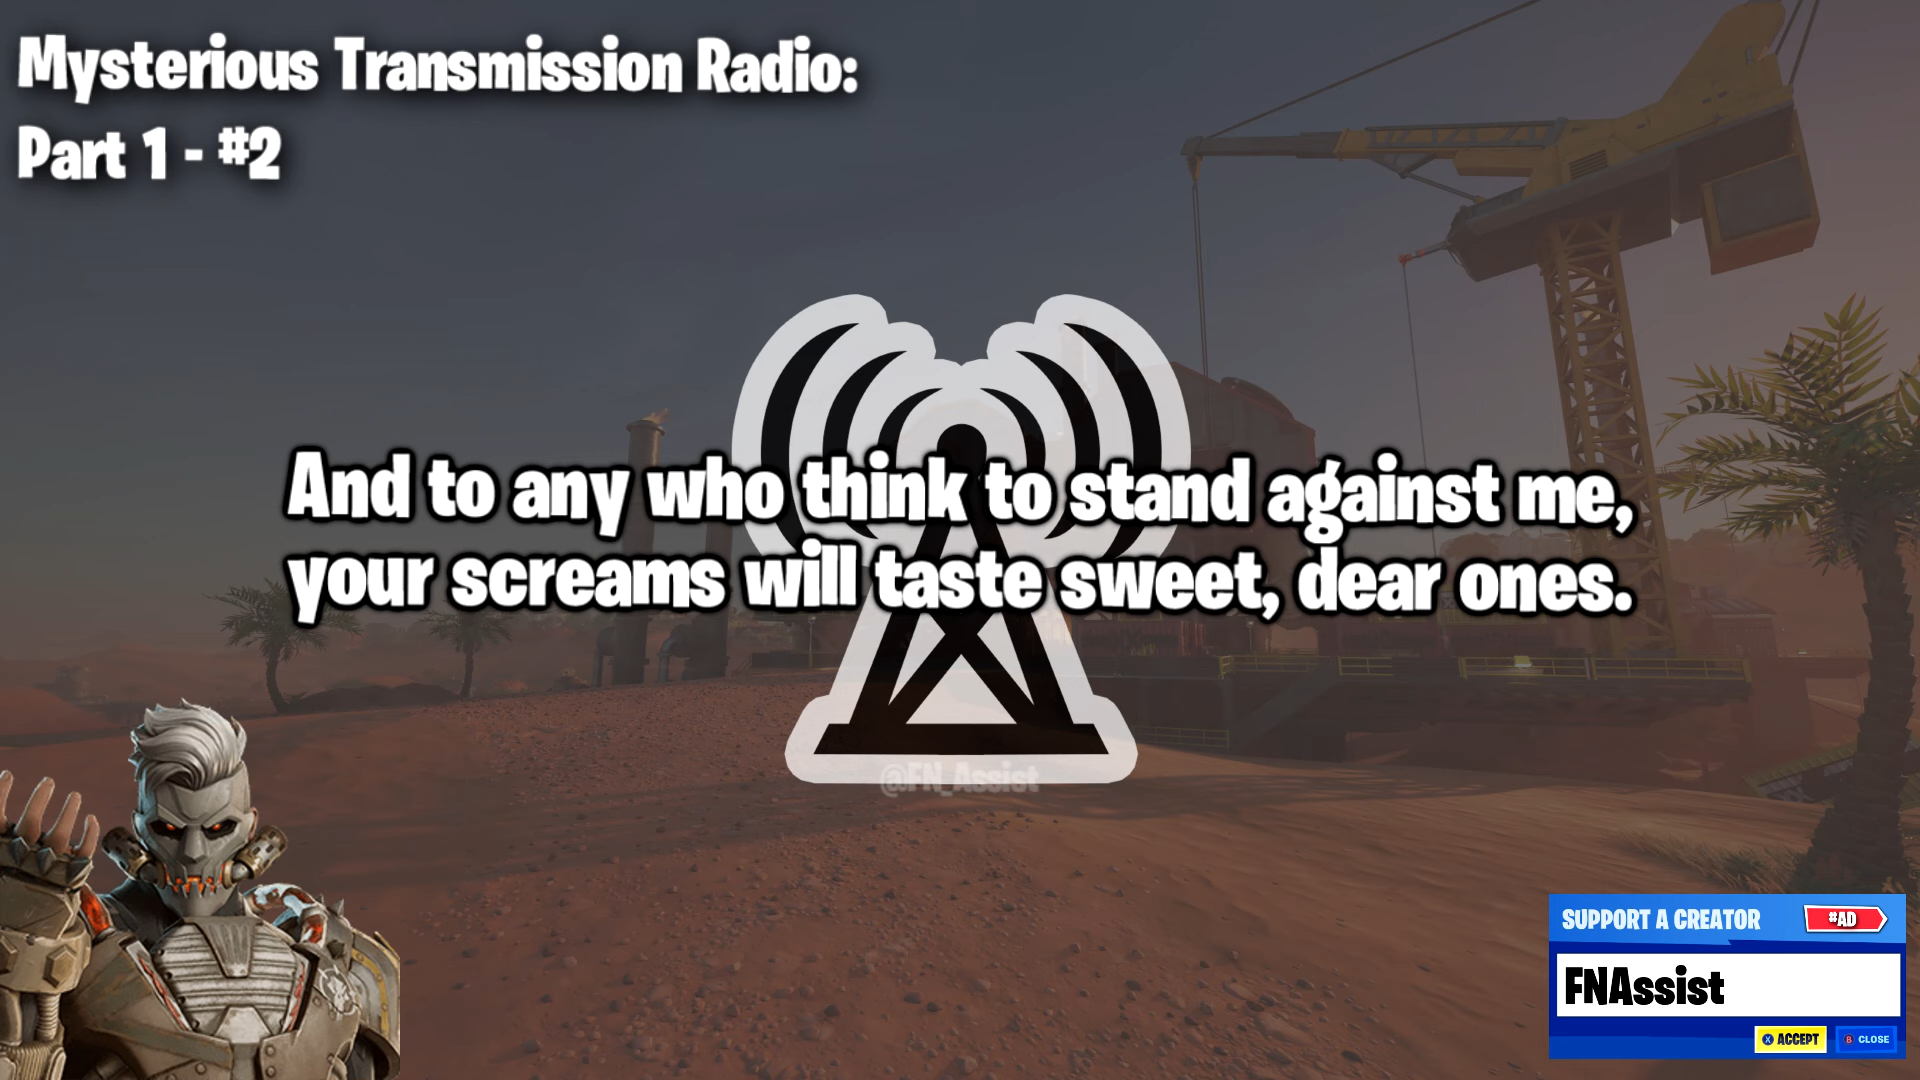 Mysterious Transmission Radio:
Part 1 - #2
And to any who think to stand against me,
your screams will taste sweet, dear ones.
@FN_Assist
SUPPORT A CREATOR
#AD
FNAssist
X ACCEPT
B CLOSE